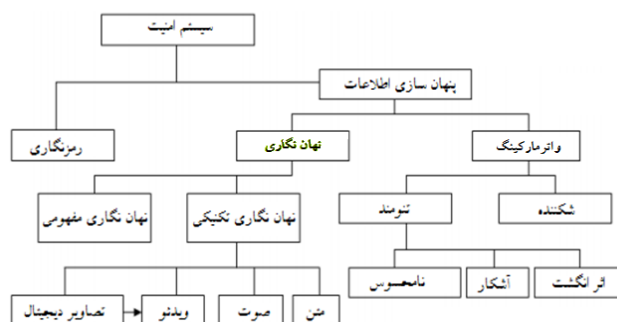 سیستم امنیت
پنهان سازی اطلاعات
رمزنگاری
نهان نگاری
واترمارکینگ
نهان نگاری مفهومی
نهان نگاری تکنیکی
تنومند
شکننده
تصاویر دیجیتال
ویدئو
صوت
متن
نامحسوس
آشکار
اثر انگشت